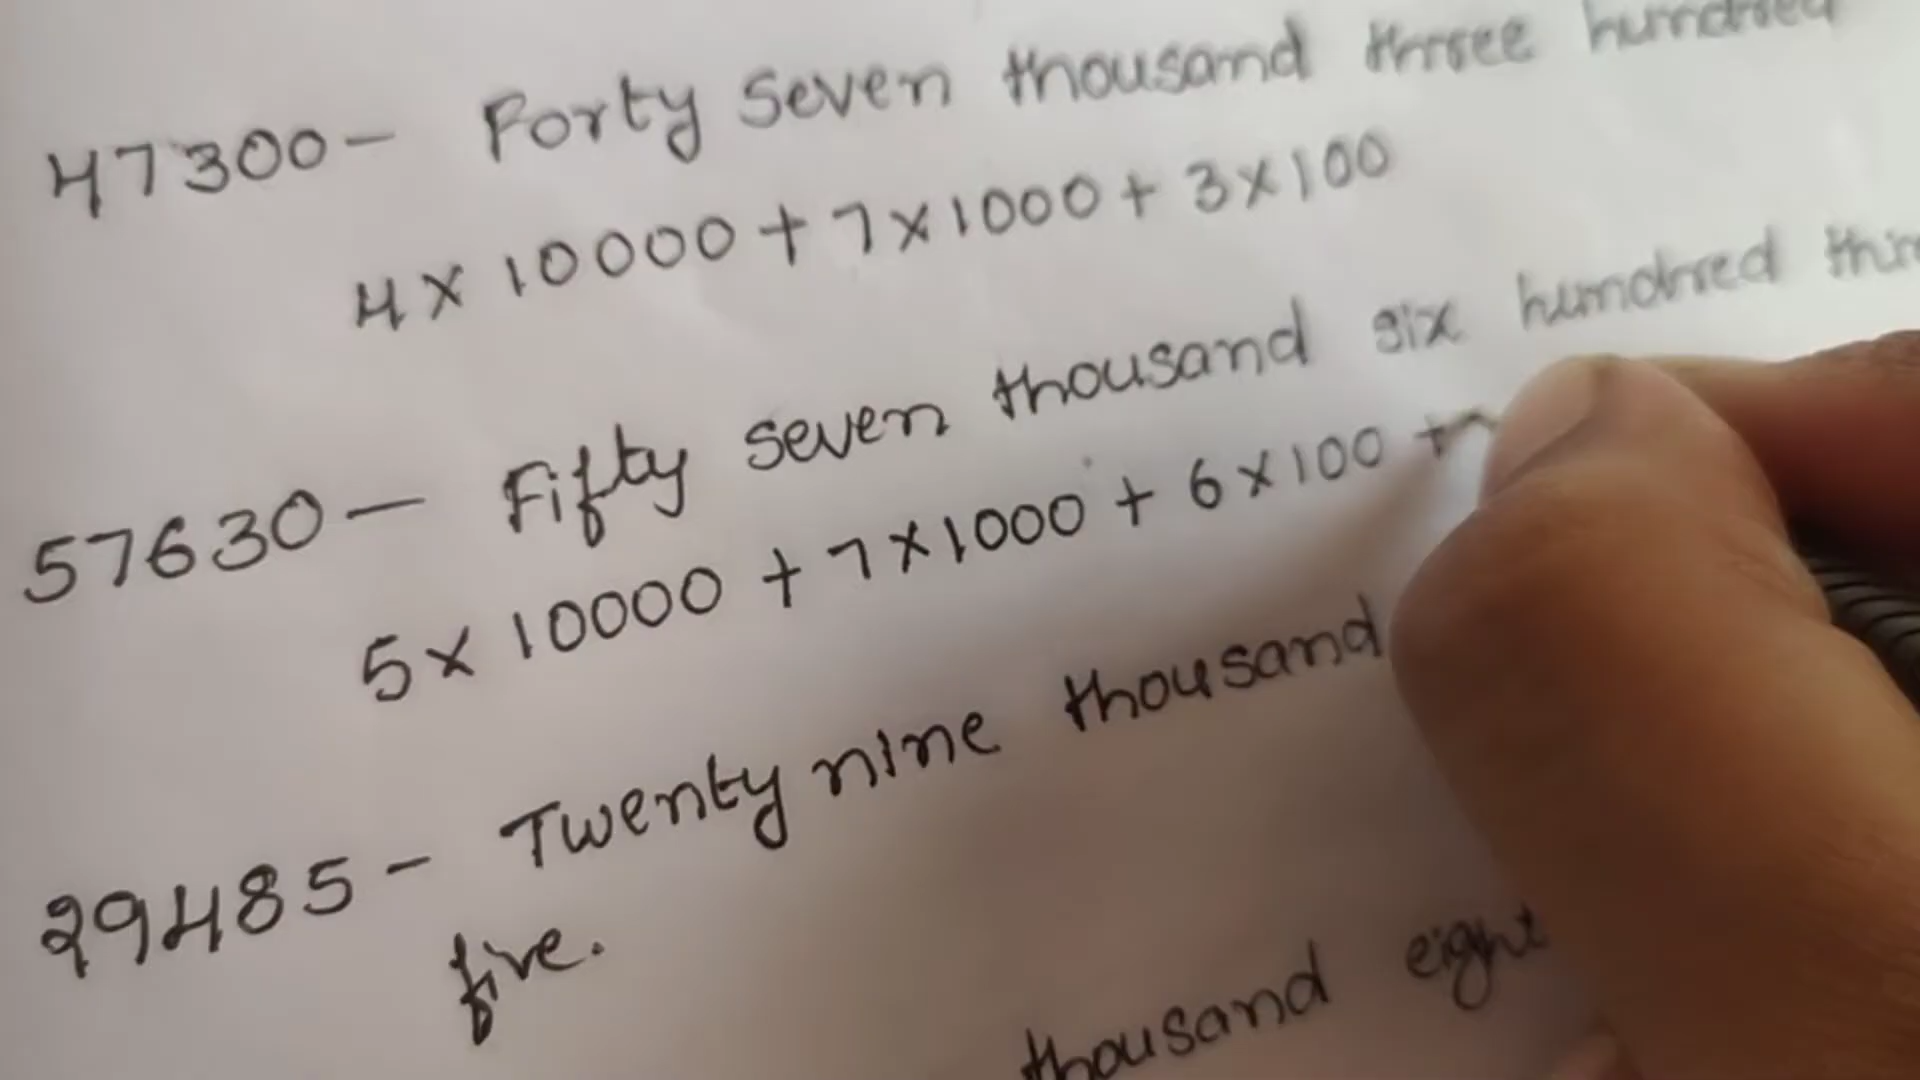 47300 - Forty seven thousand three hundred
4 x 10000 + 7 x 1000 + 3 x 100
57630 - Fifty seven thousand six hundred
5 x 10000 + 7 x 1000 + 6 x 100 +
29485 - Twenty nine thousand
five.
thousand eight